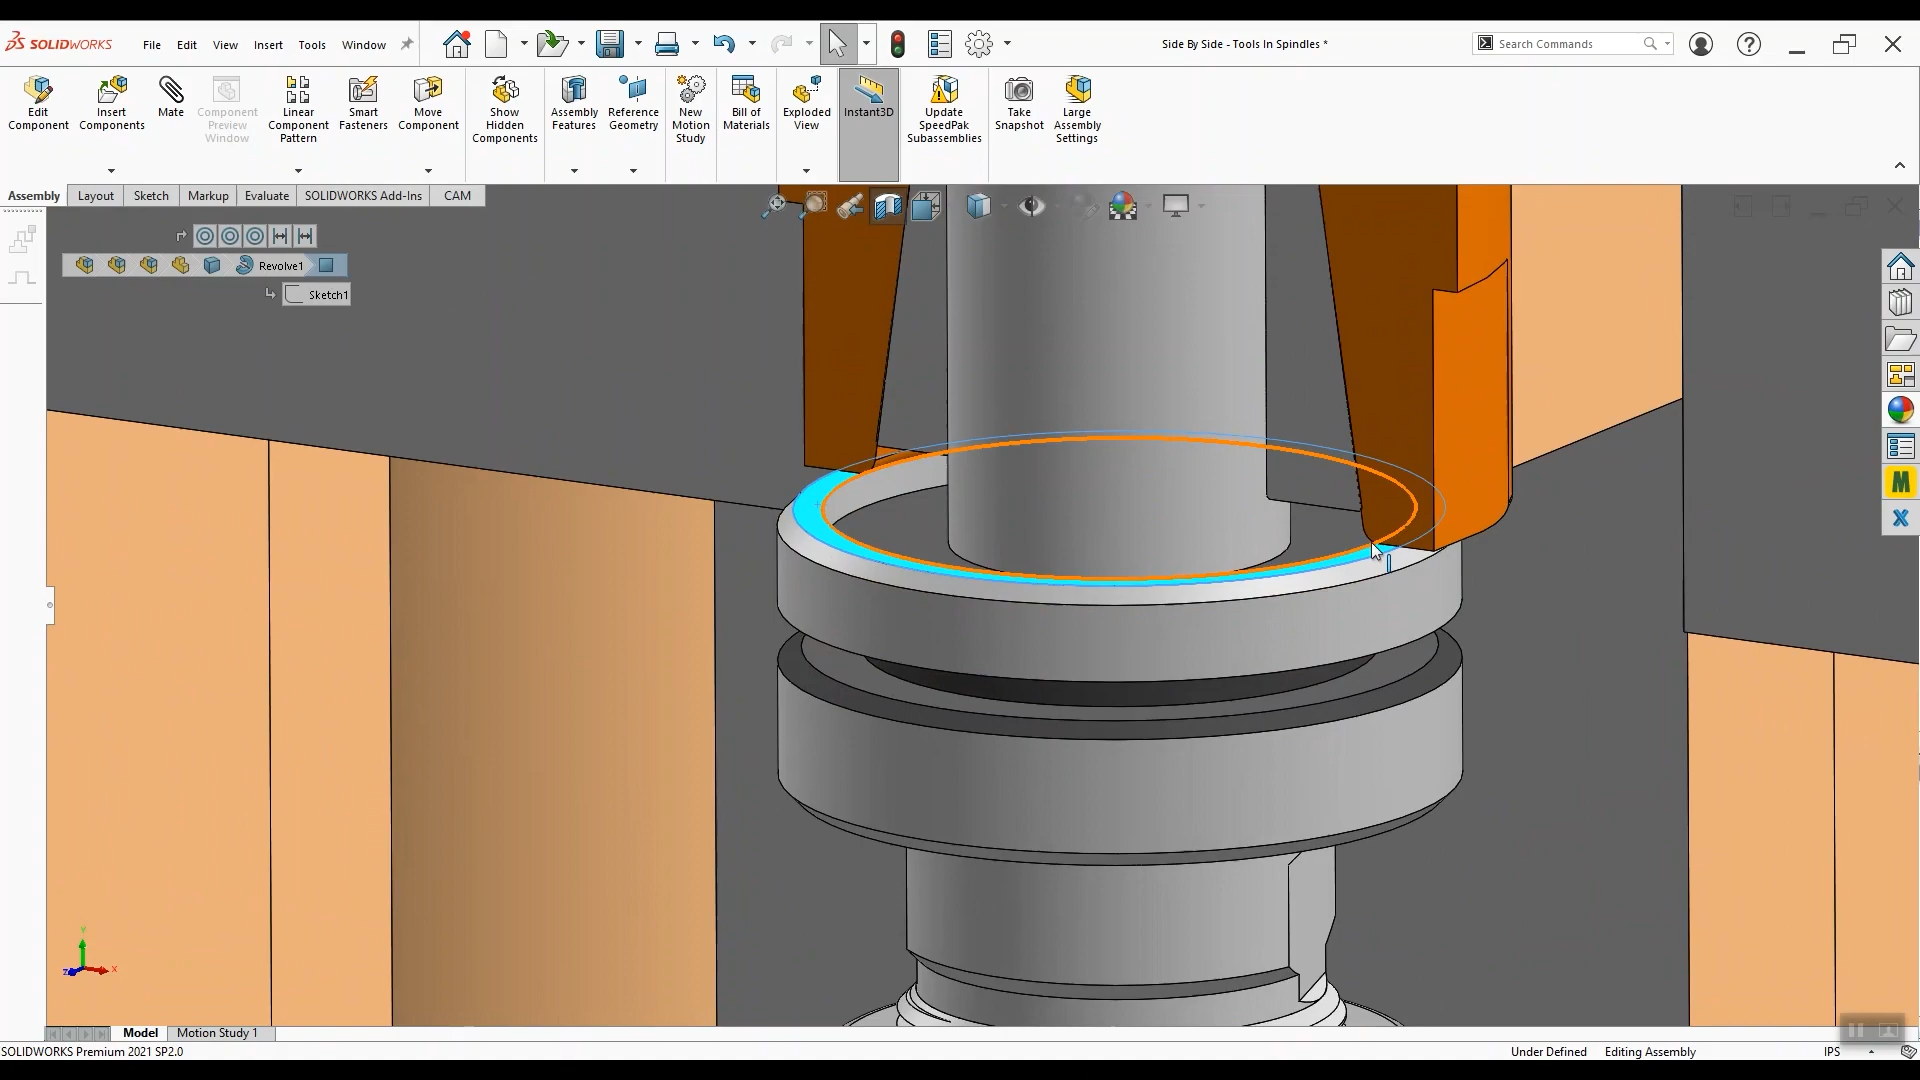 SOLIDWORKS
File Edit View Insert Tools Window
Side By Side - Tools In Spindles *
Search Commands
Edit Component
Insert Components
Mate
Component Preview Window
Linear Component Pattern
Smart Fasteners
Move Component
Show Hidden Components
Assembly Features
Reference Geometry
New Motion Study
Bill of Materials
Exploded View
Instant3D
Update SpeedPak Subassemblies
Take Snapshot
Large Assembly Settings
Assembly Layout Sketch Markup Evaluate SOLIDWORKS Add-Ins CAM
Revolve1
Sketch1
M
X
Y
Z X
Model Motion Study 1
SOLIDWORKS Premium 2021 SP2.0
Under Defined Editing Assembly IPS